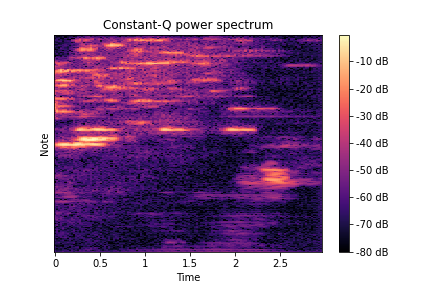 Constant-Q power spectrum
Note
-10 dB
-20 dB
-30 dB
-40 dB
-50 dB
-60 dB
-70 dB
-80 dB
0
0.5
1
1.5
2
2.5
Time